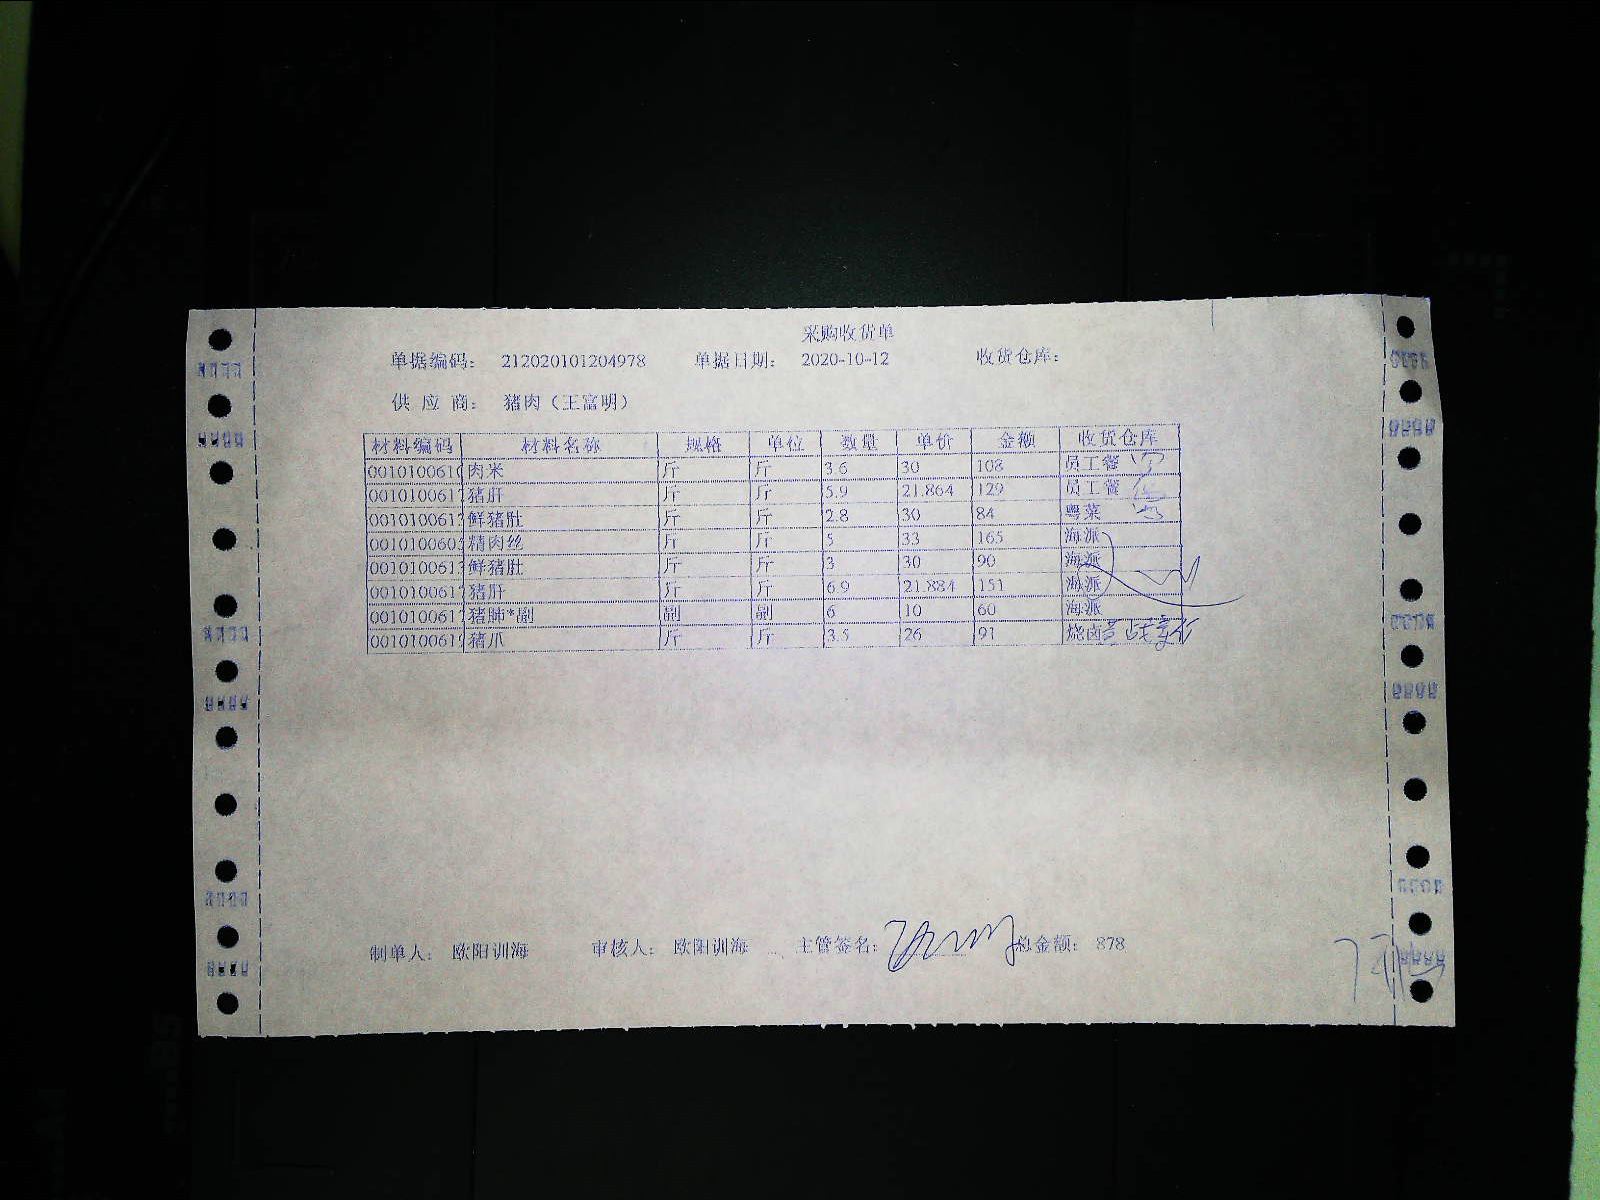 采购收货单
单据编码: 212020101204978 单据日期: 2020-10-12 收货仓库:
供应商: 猪肉(王富明)
材料编码 材料名称 规格 单位 数量 单价 金额 收货仓库
001010061 肉米 斤 斤 3.6 30 108 员工餐
001010061 猪肝 斤 斤 5.9 21.864 129 员工餐
001010061 鲜猪肚 斤 斤 2.8 30 84 粤菜
001010060 精肉丝 斤 斤 5 33 165 海派
001010061 鲜猪肚 斤 斤 3 30 90 海派
001010061 猪肝 斤 斤 6.9 21.884 151 海派
001010061 猪肺*副 副 副 6 10 60 海派
001010061 猪爪 斤 斤 3.5 26 91 烧卤
制单人: 欧阳训海 审核人: 欧阳训海 主管签名: 总金额: 878